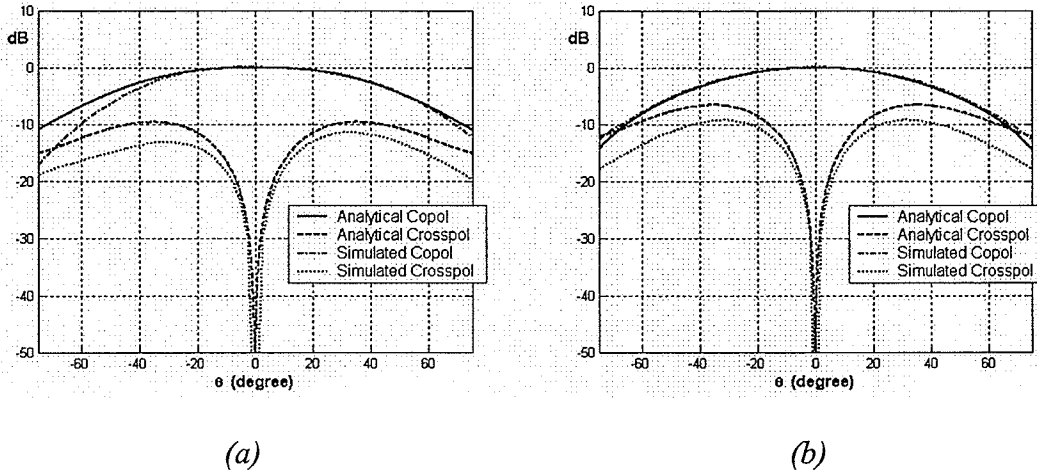 dB
0
-10
-20
-30
-40
-50
-60 -40 -20 0 20 40 60
θ (degree)
Analytical Copol
Analytical Crosspol
Simulated Copol
Simulated Crosspol
(a)
dB
0
-10
-20
-30
-40
-50
-60 -40 -20 0 20 40 60
θ (degree)
Analytical Copol
Analytical Crosspol
Simulated Copol
Simulated Crosspol
(b)